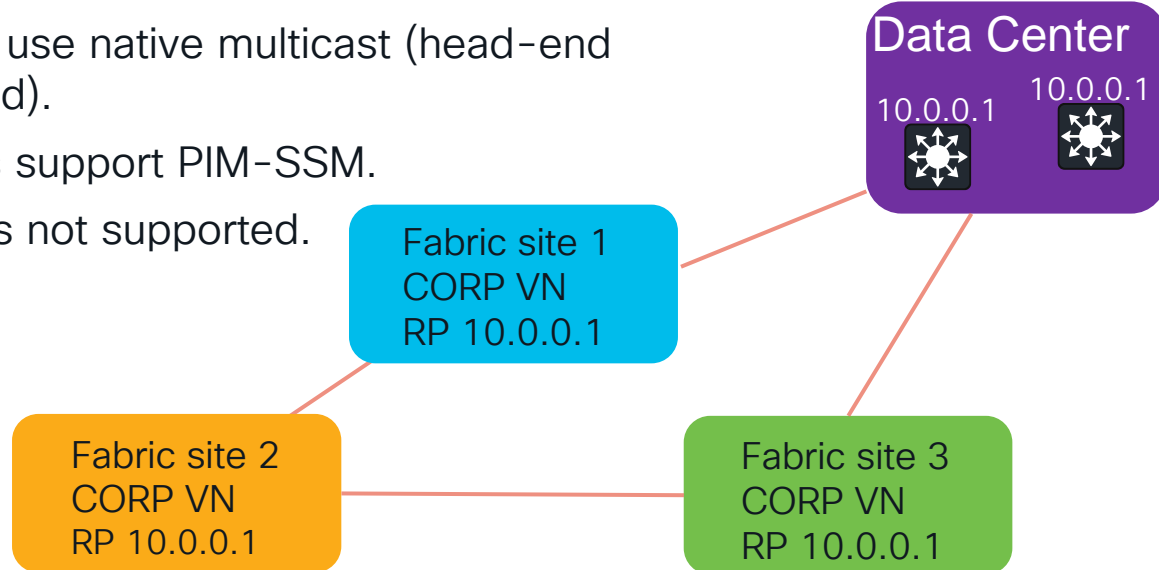 use native multicast (head-end
d).
support PIM-SSM.
s not supported.
Data Center
10.0.0.1
10.0.0.1
Fabric site 1
CORP VN
RP 10.0.0.1
Fabric site 2
CORP VN
RP 10.0.0.1
Fabric site 3
CORP VN
RP 10.0.0.1